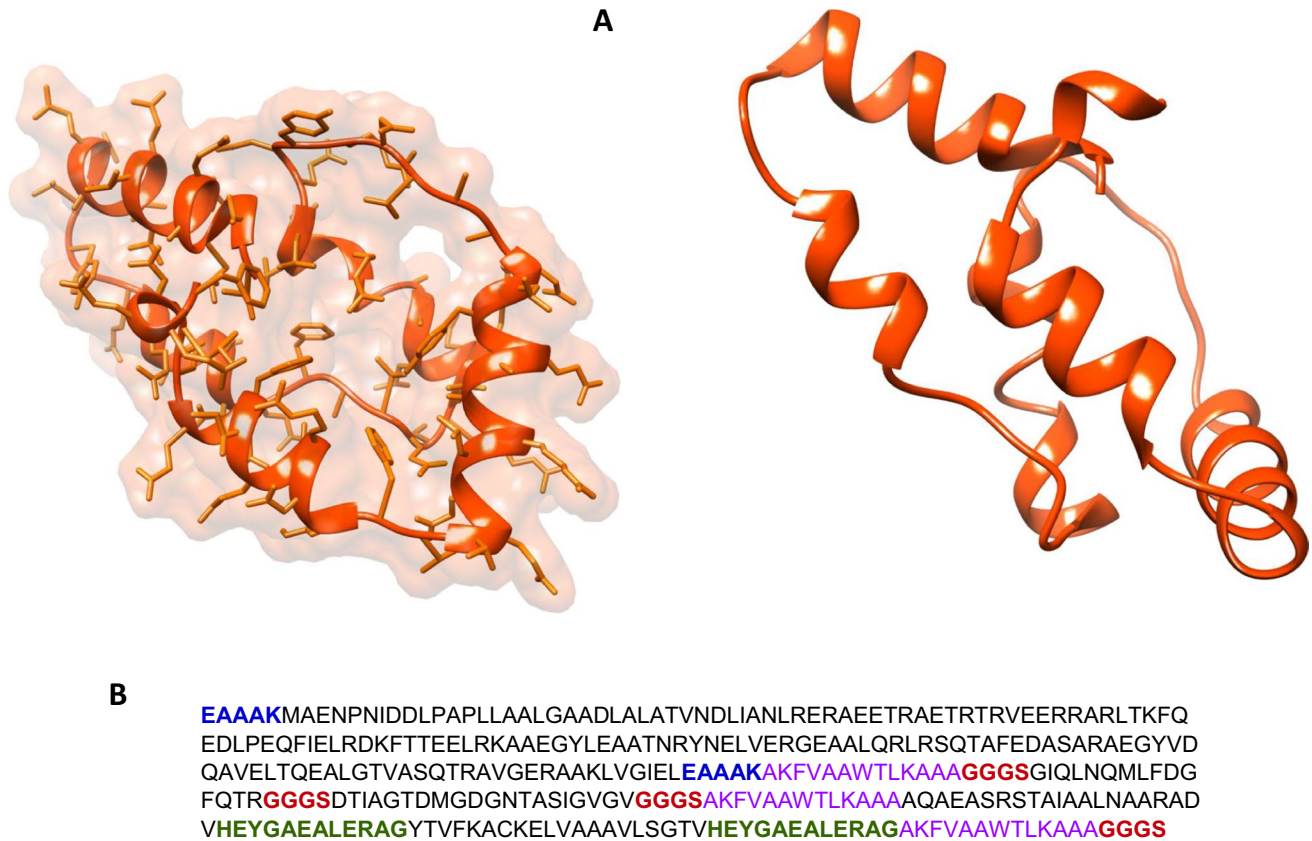 A
B
EAAAKMAENPNIDDLPAPLLAALGAADLALATVNDLIANLRERAEETRAETRTRVEERRARLTKFQ
EDLPEQFIELRDKFTTEELRKAAEGYLEAATNRYNELVERGEAALQRLRSQTAFEDASARAEGYVD
QAVELTQEALGTVASQTRAVGERAAKLVGIELEAAAKAKFVAAWTLKAAAGGGSGIQLNQMLFDG
FQTRGGGSDTIAGTDMGDGNTASIGVGVGGGSAKFVAAWTLKAAAAQAEASRSTAIAALNAARAD
VHEYGAEALERAGYTVFKACKELVAAAVLSGTVHEYGAEALERAGAKFVAAWTLKAAAGGGS